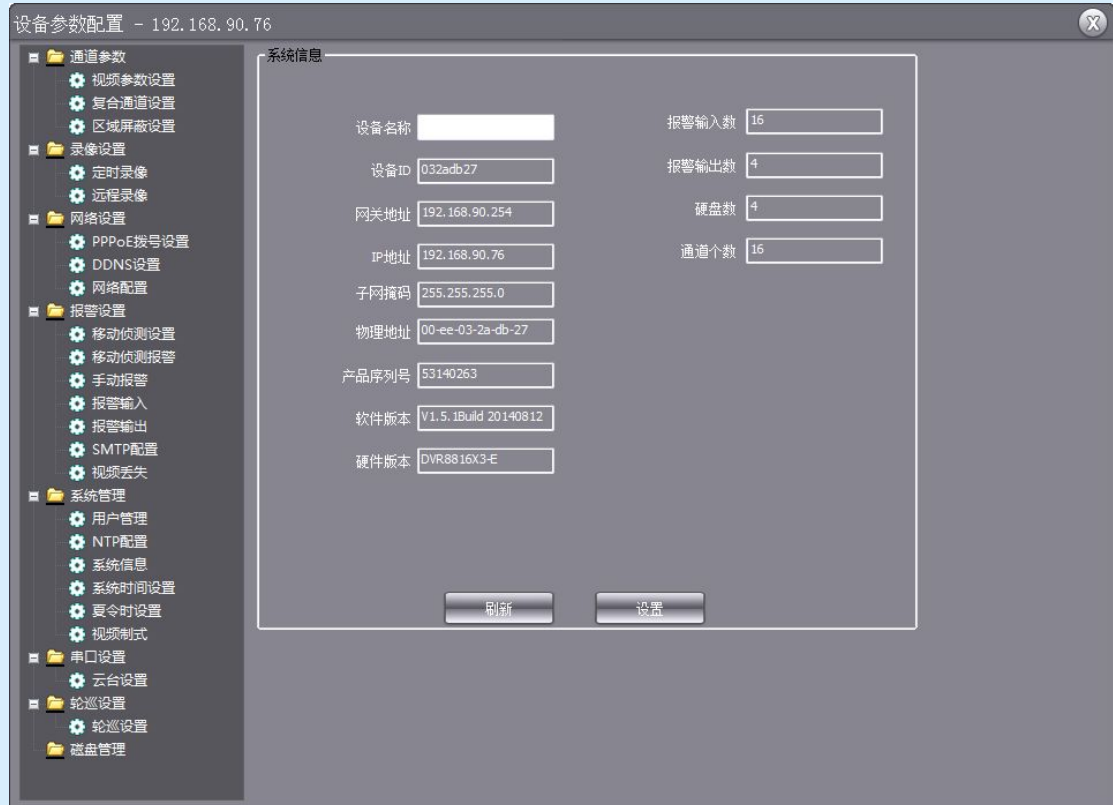 设备参数配置 - 192.168.90.76
X
通道参数
视频参数设置
复合通道设置
区域屏蔽设置
录像设置
定时录像
远程录像
网络设置
PPPoE拨号设置
DDNS设置
网络配置
报警设置
移动侦测设置
移动侦测报警
手动报警
报警输入
报警输出
SMTP配置
视频丢失
系统管理
用户管理
NTP配置
系统信息
系统时间设置
夏令时设置
视频制式
串口设置
云台设置
轮巡设置
轮巡设置
磁盘管理
系统信息
设备名称
设备ID 032adb27
网关地址 192.168.90.254
IP地址 192.168.90.76
子网掩码 255.255.255.0
物理地址 00-ee-03-2a-db-27
产品序列号 53140263
软件版本 V1.5.1Build 20140812
硬件版本 DVR8816X3-E
报警输入数 16
报警输出数 4
硬盘数 4
通道个数 16
刷新
设置